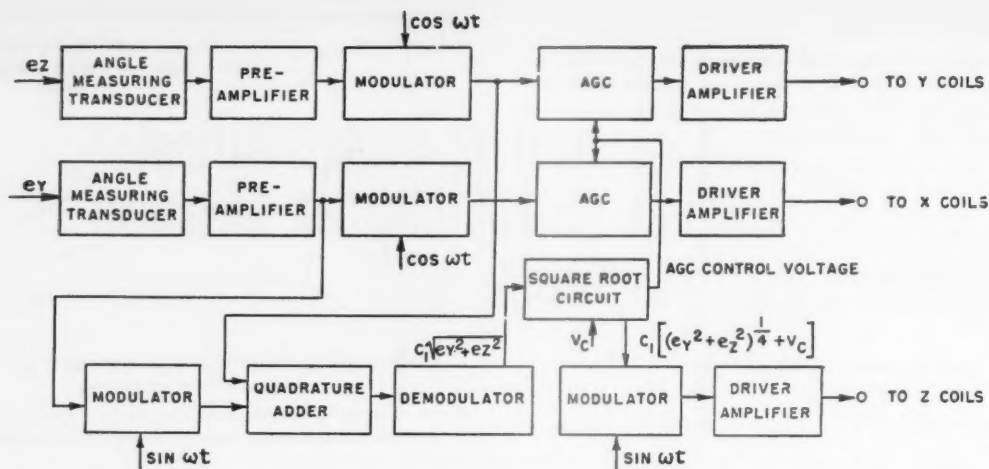 cos ωt
eZ
ANGLE
MEASURING
TRANSDUCER
PRE-
AMPLIFIER
MODULATOR
AGC
DRIVER
AMPLIFIER
TO Y COILS
eY
ANGLE
MEASURING
TRANSDUCER
PRE-
AMPLIFIER
MODULATOR
AGC
DRIVER
AMPLIFIER
TO X COILS
cos ωt
SQUARE ROOT
CIRCUIT
AGC CONTROL VOLTAGE
C₁√eY²+eZ²
VC
C₁[(eY²+eZ²)^1/4+VC]
MODULATOR
QUADRATURE
ADDER
DEMODULATOR
MODULATOR
DRIVER
AMPLIFIER
TO Z COILS
SIN ωt
SIN ωt